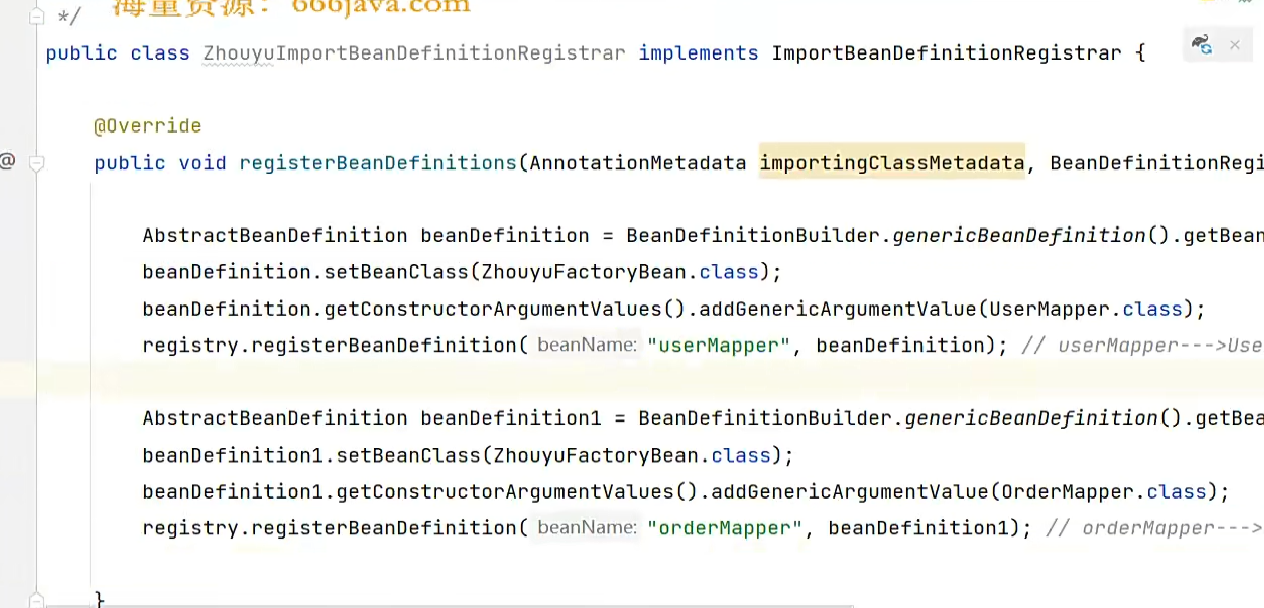 海量资源：666java.com
*/
public class ZhouyuImportBeanDefinitionRegistrar implements ImportBeanDefinitionRegistrar {
@Override
@ public void registerBeanDefinitions(AnnotationMetadata importingClassMetadata, BeanDefinitionRegi
AbstractBeanDefinition beanDefinition = BeanDefinitionBuilder.genericBeanDefinition().getBean
beanDefinition.setBeanClass(ZhouyuFactoryBean.class);
beanDefinition.getConstructorArgumentValues().addGenericArgumentValue(UserMapper.class);
registry.registerBeanDefinition( beanName: "userMapper", beanDefinition); // userMapper--->Use
AbstractBeanDefinition beanDefinition1 = BeanDefinitionBuilder.genericBeanDefinition().getBea
beanDefinition1.setBeanClass(ZhouyuFactoryBean.class);
beanDefinition1.getConstructorArgumentValues().addGenericArgumentValue(OrderMapper.class);
registry.registerBeanDefinition( beanName: "orderMapper", beanDefinition1); // orderMapper--->
}